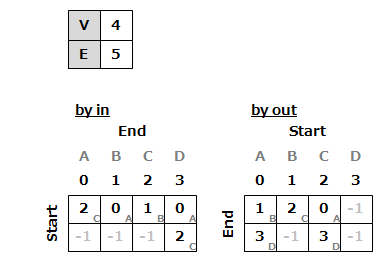 V 4
E 5
by in by out
End Start
A B C D A B C D
0 1 2 3 0 1 2 3
Start 2 C 0 A 1 B 0 A End 1 B 2 C 0 A -1
-1 -1 -1 2 C 3 D -1 3 D -1